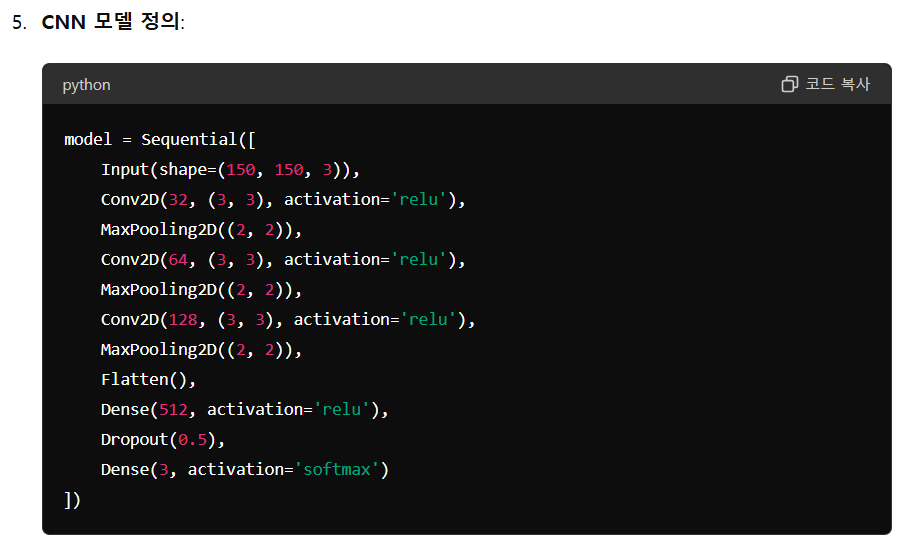 5. CNN 모델 정의:
python
코드 복사
model = Sequential([
    Input(shape=(150, 150, 3)),
    Conv2D(32, (3, 3), activation='relu'),
    MaxPooling2D((2, 2)),
    Conv2D(64, (3, 3), activation='relu'),
    MaxPooling2D((2, 2)),
    Conv2D(128, (3, 3), activation='relu'),
    MaxPooling2D((2, 2)),
    Flatten(),
    Dense(512, activation='relu'),
    Dropout(0.5),
    Dense(3, activation='softmax')
])